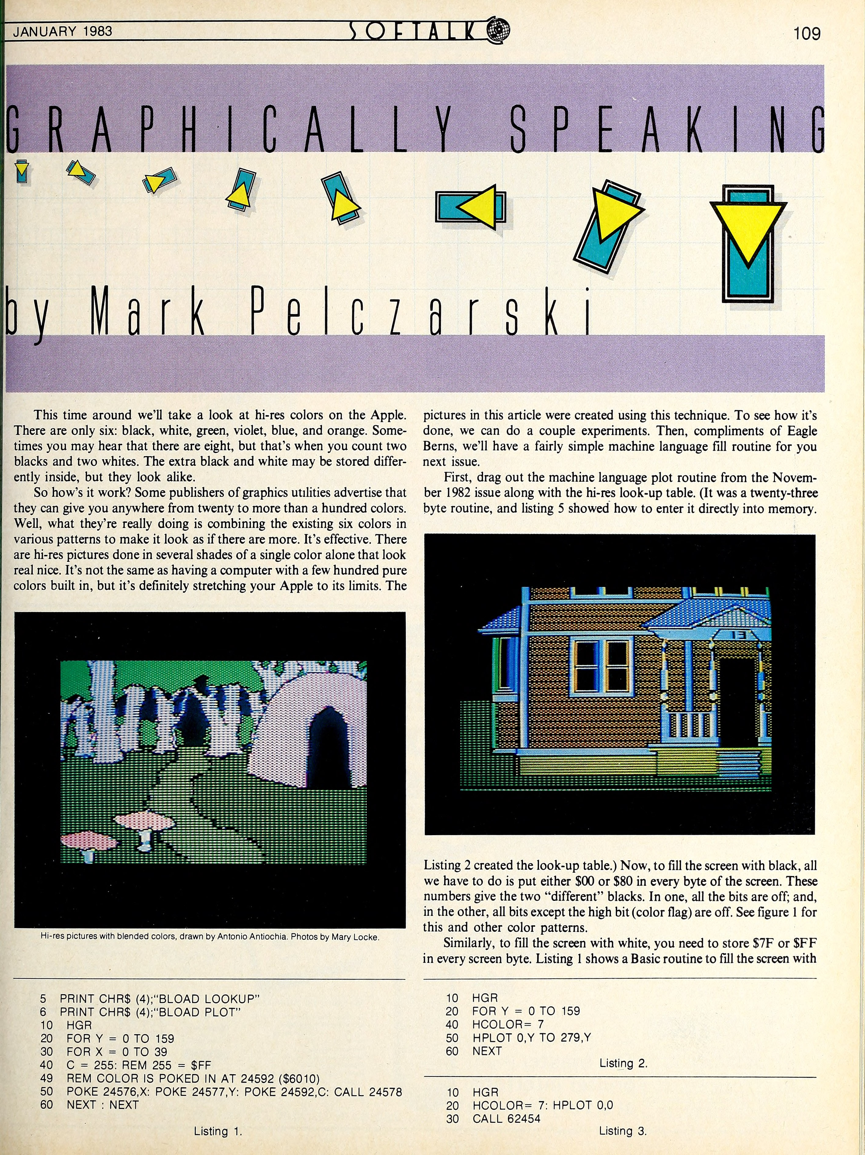 JANUARY 1983
SOFTALK
109
GRAPHICALLY SPEAKING
by Mark Pelczarski
This time around we'll take a look at hi-res colors on the Apple.
There are only six: black, white, green, violet, blue, and orange. Some-
times you may hear that there are eight, but that's when you count two
blacks and two whites. The extra black and white may be stored differ-
ently inside, but they look alike.
So how's it work? Some publishers of graphics utilities advertise that
they can give you anywhere from twenty to more than a hundred colors.
Well, what they're really doing is combining the existing six colors in
various patterns to make it look as if there are more. It's effective. There
are hi-res pictures done in several shades of a single color alone that look
real nice. It's not the same as having a computer with a few hundred pure
colors built in, but it's definitely stretching your Apple to its limits. The
Hi-res pictures with blended colors, drawn by Antonio Antiochia. Photos by Mary Locke.
pictures in this article were created using this technique. To see how it's
done, we can do a couple experiments. Then, compliments of Eagle
Berns, we'll have a fairly simple machine language fill routine for you
next issue.
First, drag out the machine language plot routine from the Novem-
ber 1982 issue along with the hi-res look-up table. (It was a twenty-three
byte routine, and listing 5 showed how to enter it directly into memory.
13
Listing 2 created the look-up table.) Now, to fill the screen with black, all
we have to do is put either $00 or $80 in every byte of the screen. These
numbers give the two "different" blacks. In one, all the bits are off; and,
in the other, all bits except the high bit (color flag) are off. See figure 1 for
this and other color patterns.
Similarly, to fill the screen with white, you need to store $7F or $FF
in every screen byte. Listing 1 shows a Basic routine to fill the screen with
5 PRINT CHR$ (4);"BLOAD LOOKUP"
6 PRINT CHR$ (4);"BLOAD PLOT"
10 HGR
20 FOR Y = 0 TO 159
30 FOR X = 0 TO 39
40 C = 255: REM 255 = $FF
49 REM COLOR IS POKED IN AT 24592 ($6010)
50 POKE 24576,X: POKE 24577,Y: POKE 24592,C: CALL 24578
60 NEXT : NEXT
Listing 1.
10 HGR
20 FOR Y = 0 TO 159
40 HCOLOR= 7
50 HPLOT 0,Y TO 279,Y
60 NEXT
Listing 2.
10 HGR
20 HCOLOR= 7: HPLOT 0,0
30 CALL 62454
Listing 3.